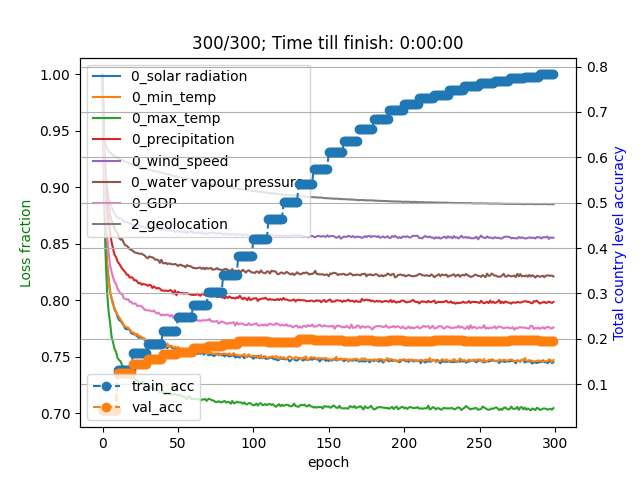 300/300; Time till finish: 0:00:00
1.00
0.95
0.90
0.85
0.80
0.75
0.70
Loss fraction
0_solar radiation
0_min_temp
0_max_temp
0_precipitation
0_wind_speed
0_water vapour pressure
0_GDP
2_geolocation
train_acc
val_acc
0.8
0.7
0.6
0.5
0.4
0.3
0.2
0.1
Total country level accuracy
0 50 100 150 200 250 300
epoch